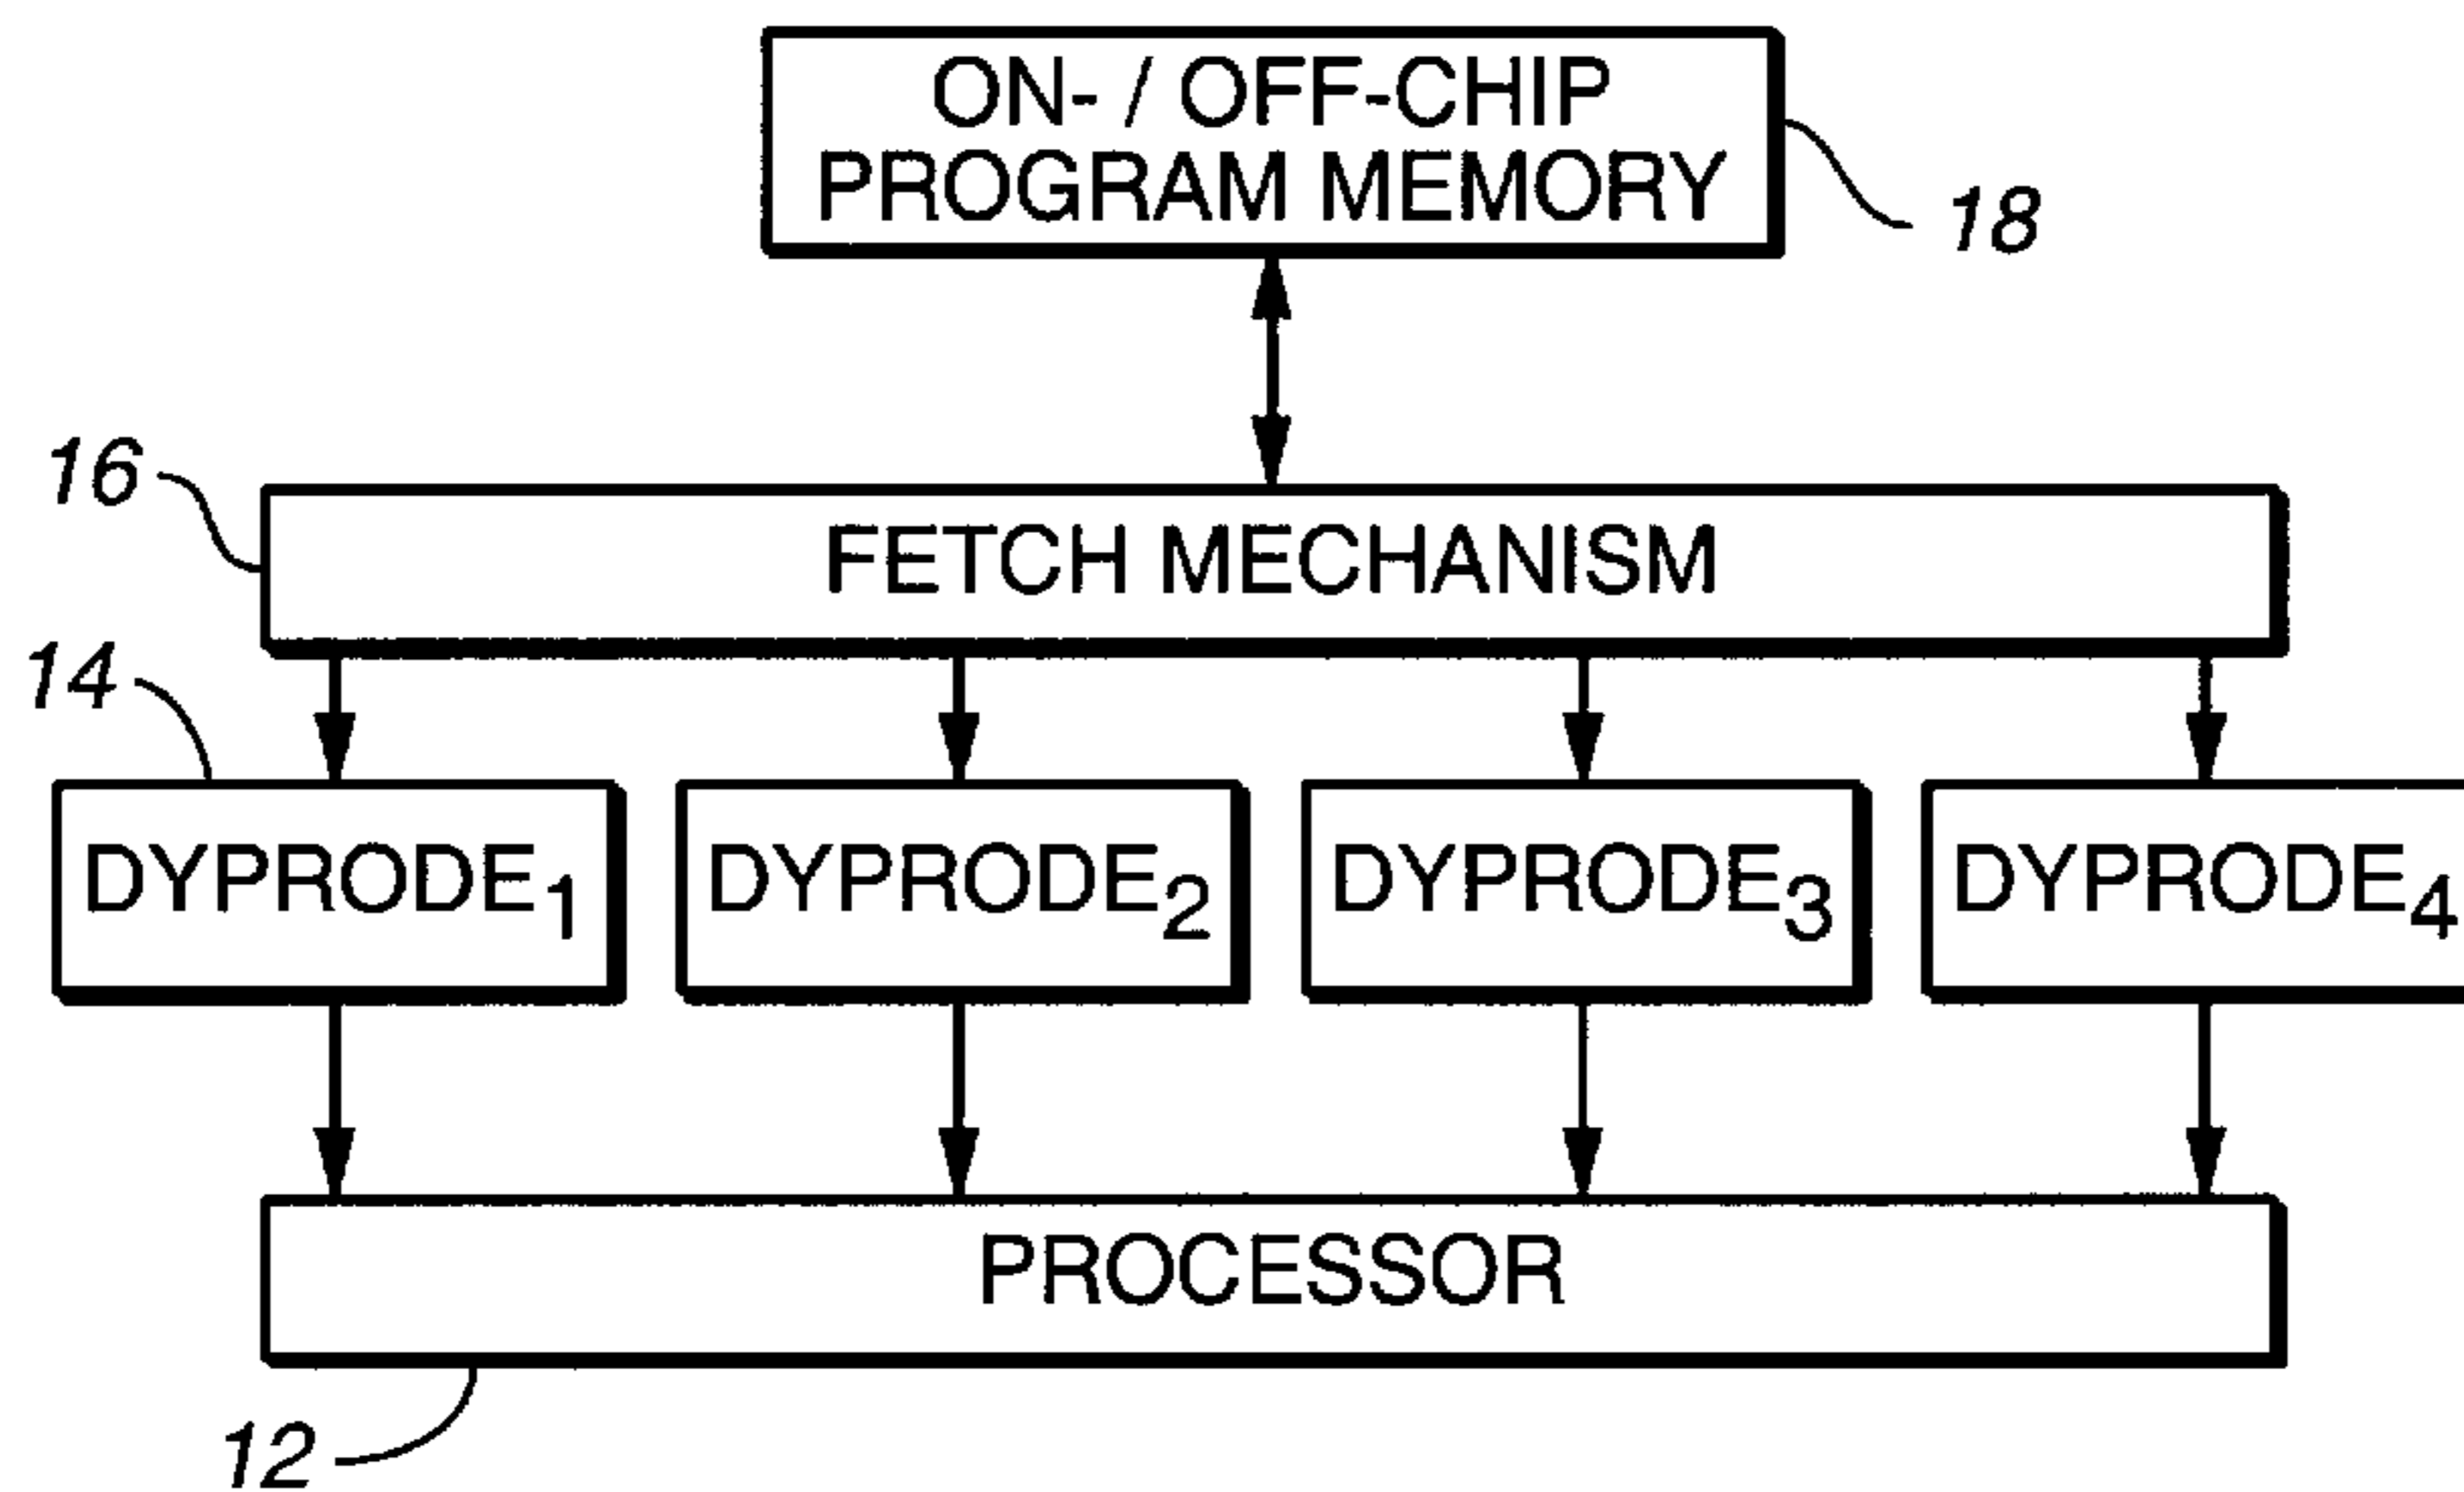 ON- / OFF-CHIP
PROGRAM MEMORY
18
16
FETCH MECHANISM
14
DYPRODE₁ DYPRODE₂ DYPRODE₃ DYPRODE₄
PROCESSOR
12